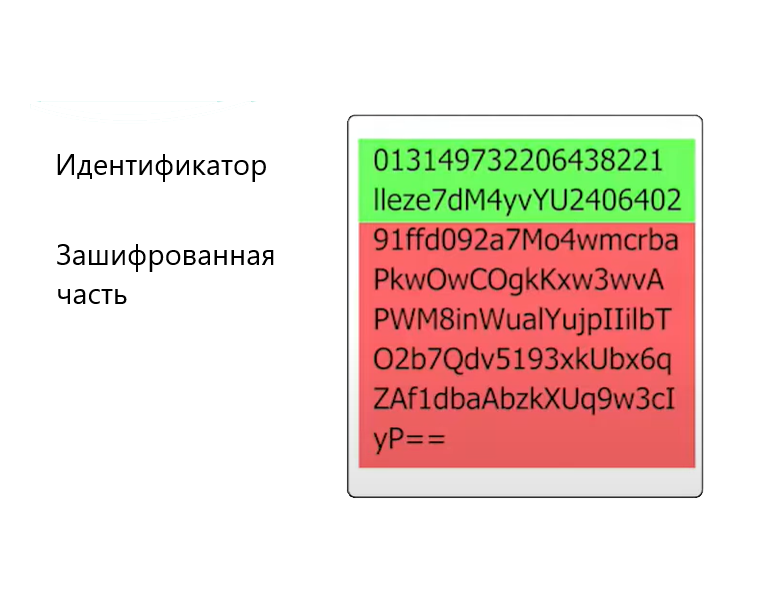 Идентификатор
Зашифрованная
часть
013149732206438221
lleze7dM4yvYU2406402
91ffd092a7Mo4wmcrba
PkwOwCOgkKxw3wvA
PWM8inWualYujpIIilbT
O2b7Qdv5193xkUbx6q
ZAf1dbaAbzkXUq9w3cI
yP==